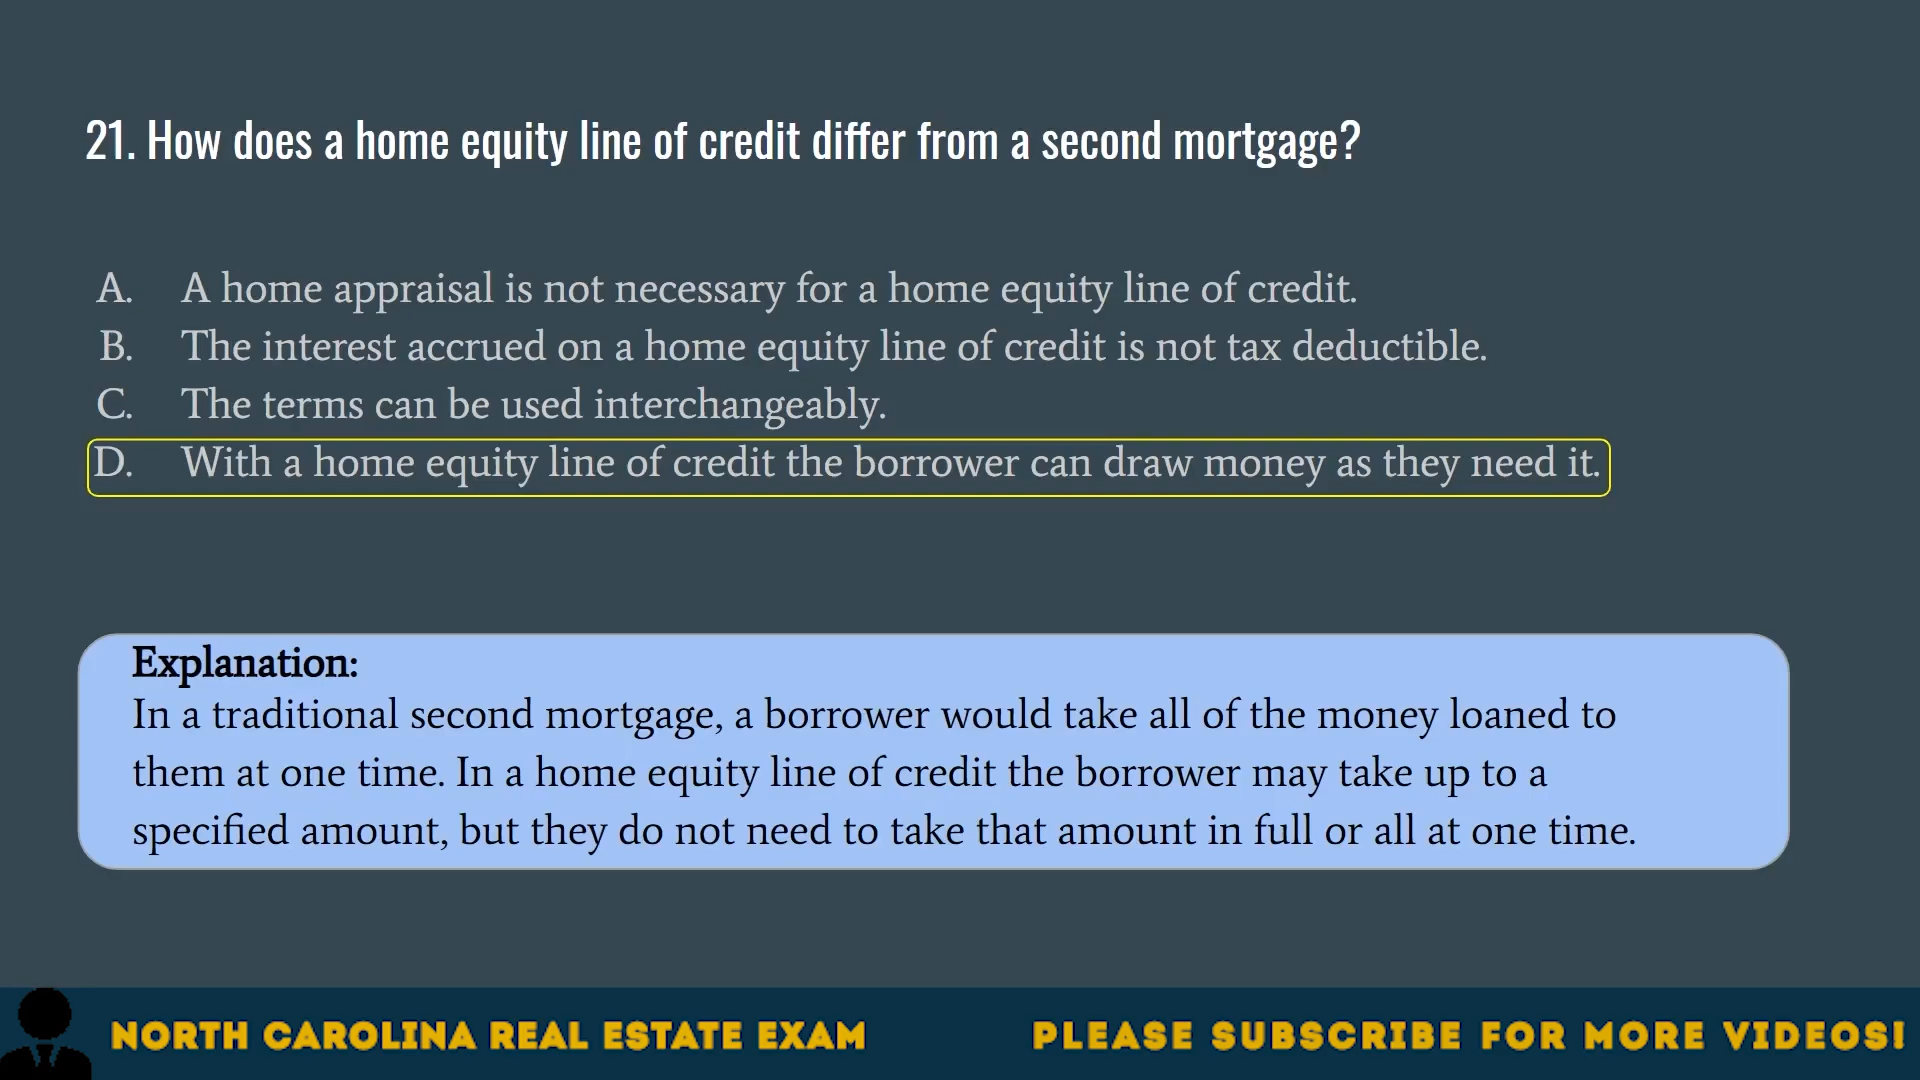 21. How does a home equity line of credit differ from a second mortgage?
A. A home appraisal is not necessary for a home equity line of credit.
B. The interest accrued on a home equity line of credit is not tax deductible.
C. The terms can be used interchangeably.
D. With a home equity line of credit the borrower can draw money as they need it.
Explanation:
In a traditional second mortgage, a borrower would take all of the money loaned to
them at one time. In a home equity line of credit the borrower may take up to a
specified amount, but they do not need to take that amount in full or all at one time.
NORTH CAROLINA REAL ESTATE EXAM
PLEASE SUBSCRIBE FOR MORE VIDEOS!